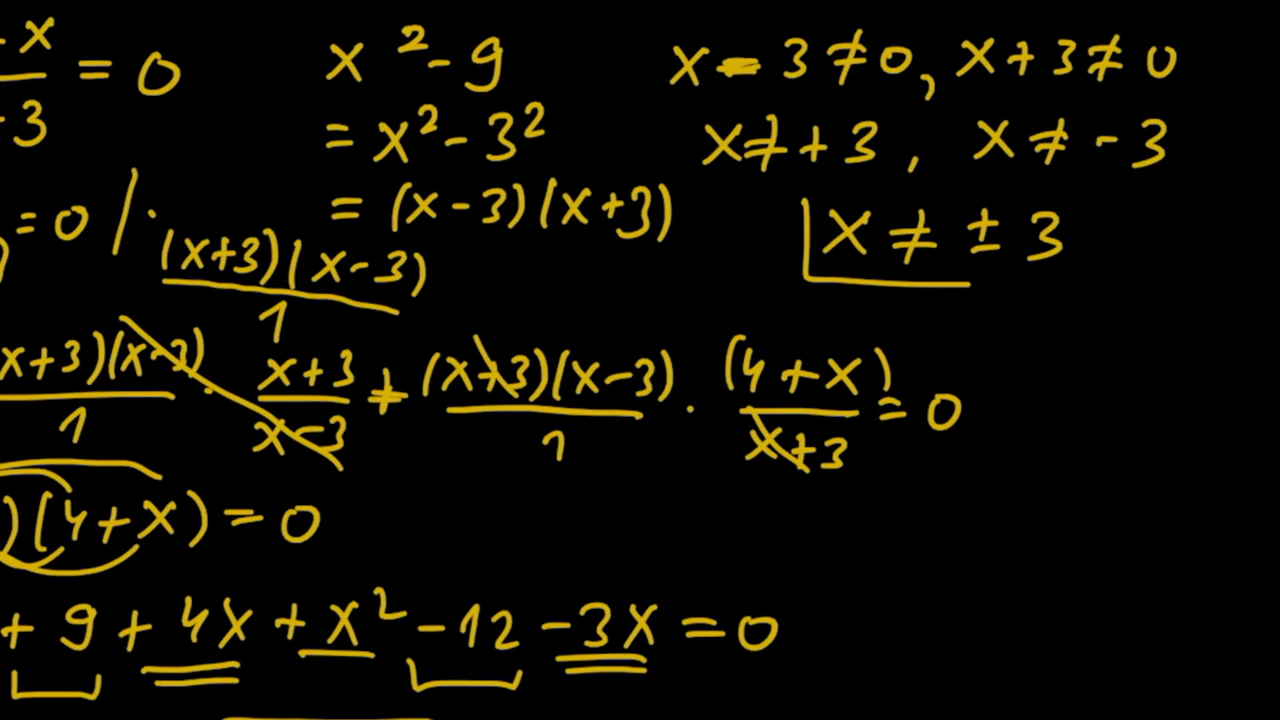 x/-3 = 0
x² - 9
= x² - 3²
= (x - 3)(x + 3)
x - 3 ≠ 0, x + 3 ≠ 0
x ≠ + 3, x ≠ - 3
x ≠ ± 3
) = 0 / · (x+3)(x-3)/1
x+3)(x-3)/1 · x+3/x-3 + (x+3)(x-3)/1 · (4+x)/x+3 = 0
)(4+x) = 0
+ 9 + 4x + x² - 12 - 3x = 0